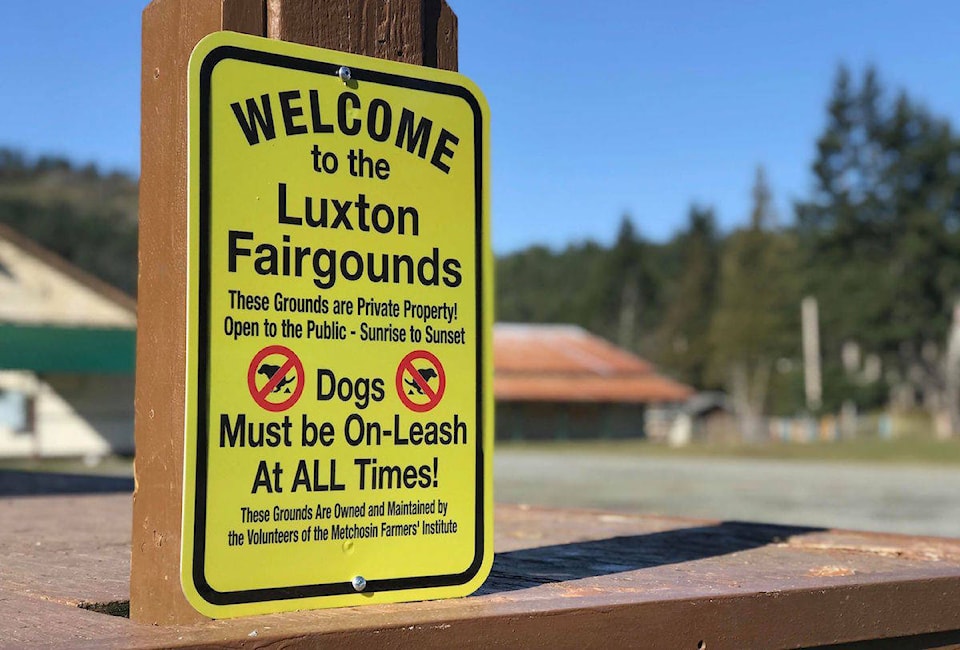 WELCOME
to the
Luxton
Fairgounds
These Grounds are Private Property!
Open to the Public - Sunrise to Sunset
Dogs
Must be On-Leash
At ALL Times!
These Grounds Are Owned and Maintained by
the Volunteers of the Metchosin Farmers' Institute